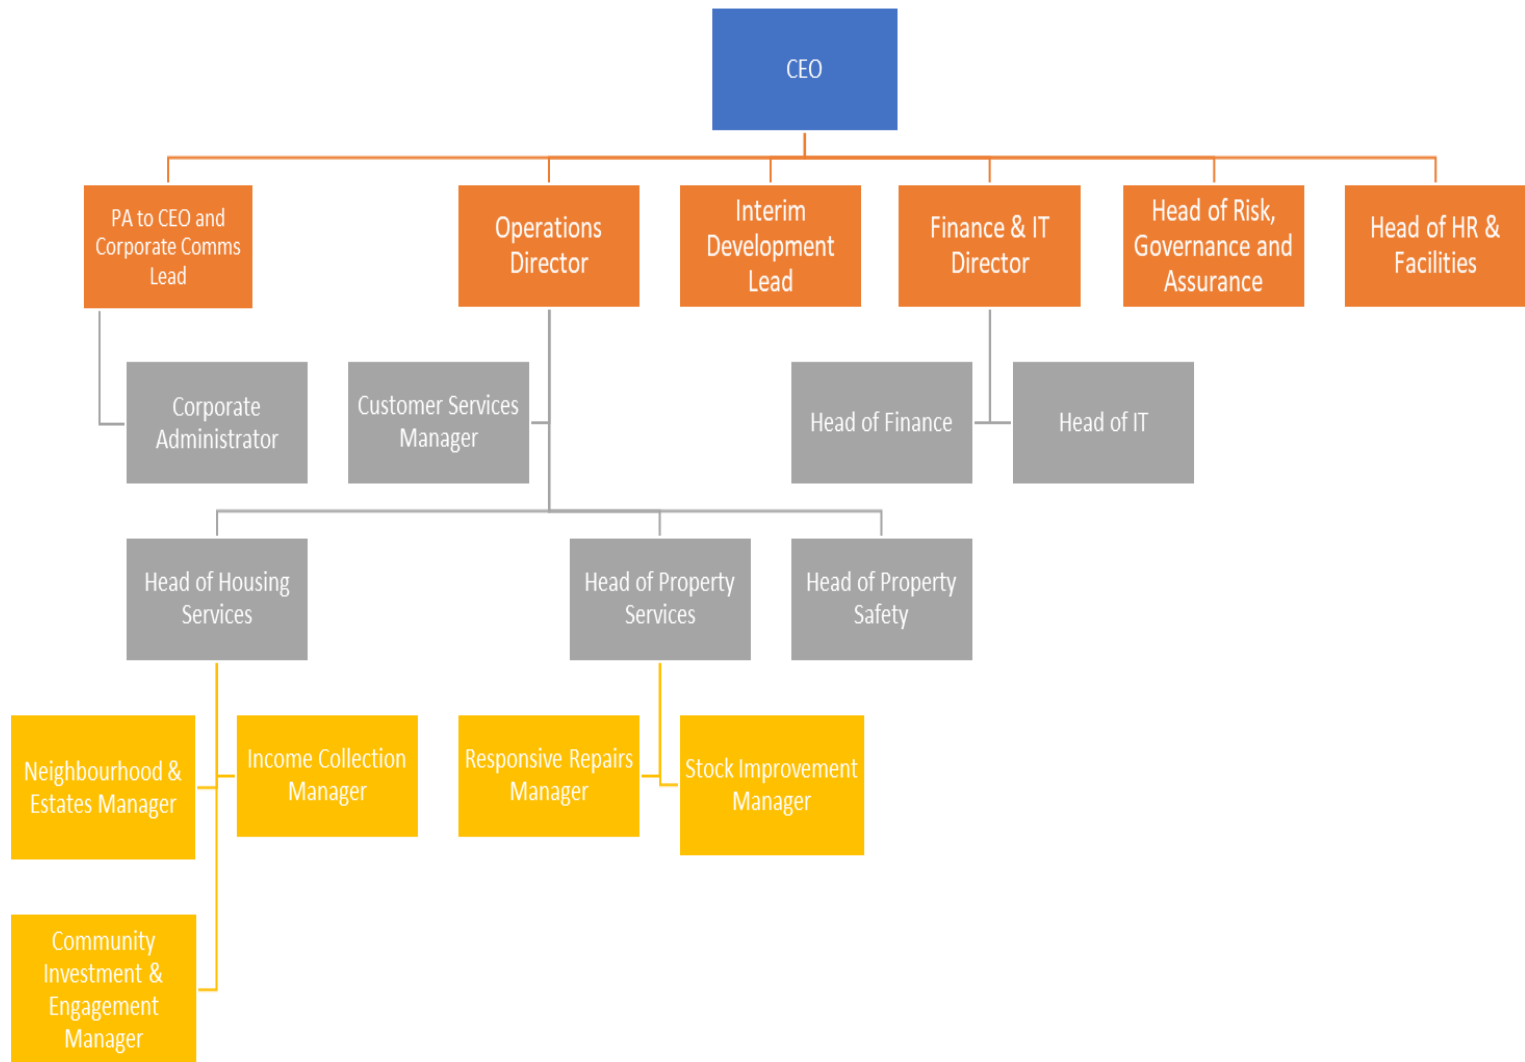 CEO
PA to CEO and
Corporate Comms
Lead
Operations
Director
Interim
Development
Lead
Finance & IT
Director
Head of Risk,
Governance and
Assurance
Head of HR &
Facilities
Corporate
Administrator
Customer Services
Manager
Head of Finance
Head of IT
Head of Housing
Services
Head of Property
Services
Head of Property
Safety
Neighbourhood &
Estates Manager
Income Collection
Manager
Responsive Repairs
Manager
Stock Improvement
Manager
Community
Investment &
Engagement
Manager